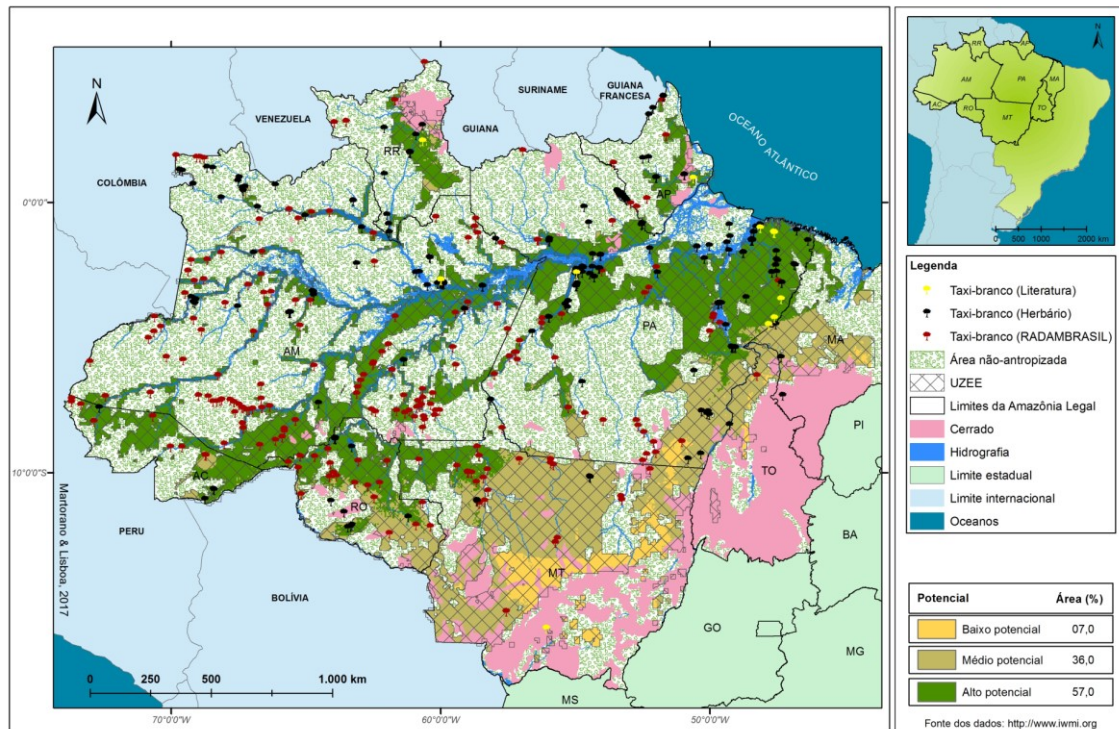 N
VENEZUELA
SURINAME
GUIANA
FRANCESA
GUIANA
COLÔMBIA
OCEANO ATLÂNTICO
RR
AP
0°0'0"
AM
PA
MA
PI
10°0'0"S
AC
RO
TO
PERU
BOLÍVIA
MT
BA
GO
MG
MS
Martorano & Lisboa, 2017
0 250 500 1.000 km
70°0'0"W 60°0'0"W 50°0'0"W
N
RR
AP
AM
PA
MA
AC
RO
TO
MT
0 500 1000 2000 km
Legenda
Taxi-branco (Literatura)
Taxi-branco (Herbário)
Taxi-branco (RADAMBRASIL)
Área não-antropizada
UZEE
Limites da Amazônia Legal
Cerrado
Hidrografia
Limite estadual
Limite internacional
Oceanos
Potencial Área (%)
Baixo potencial 07,0
Médio potencial 36,0
Alto potencial 57,0
Fonte dos dados: http://www.iwmi.org